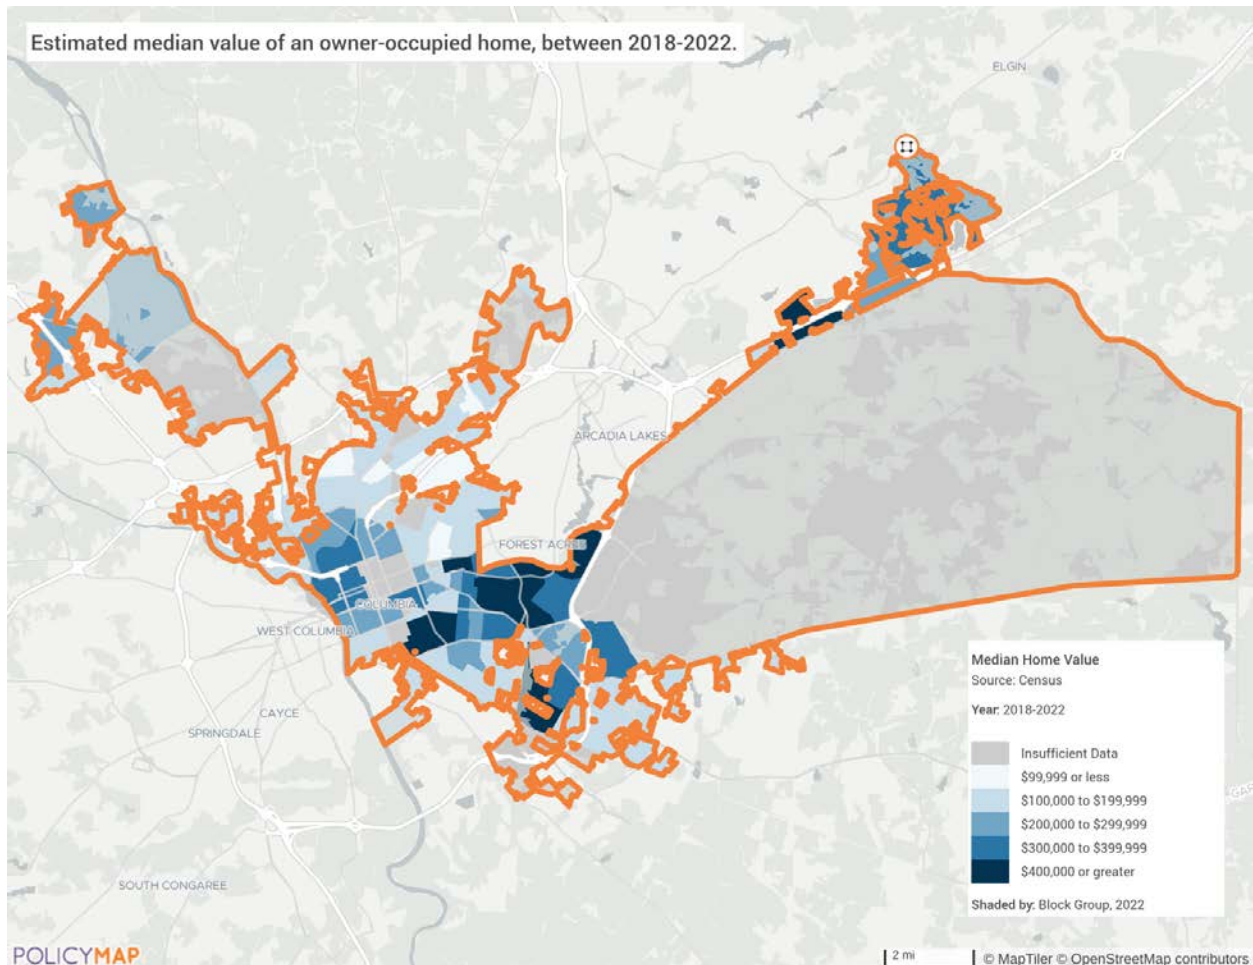 Estimated median value of an owner-occupied home, between 2018-2022.
ELGIN
ARCADIA LAKES
FOREST ACRES
COLUMBIA
WEST COLUMBIA
CAYCE
SPRINGDALE
SOUTH CONGAREE
Median Home Value
Source: Census
Year: 2018-2022
Insufficient Data
$99,999 or less
$100,000 to $199,999
$200,000 to $299,999
$300,000 to $399,999
$400,000 or greater
Shaded by: Block Group, 2022
POLICYMAP
2 mi
© MapTiler © OpenStreetMap contributors